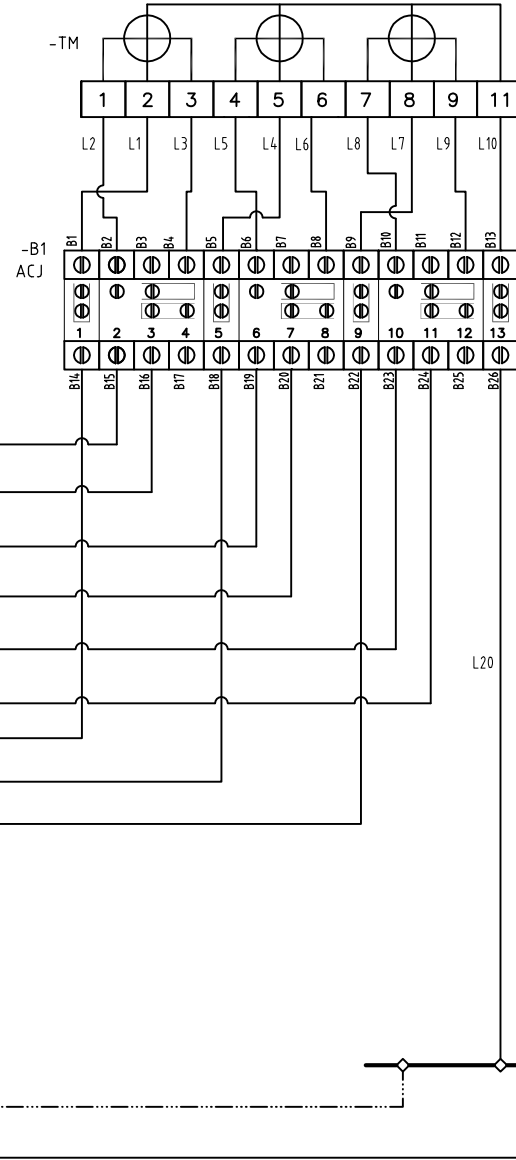 -TM
1 2 3 4 5 6 7 8 9 11
L2 L1 L3 L5 L4 L6 L8 L7 L9 L10
B1 B2 B3 B4 B5 B6 B7 B8 B9 B10 B11 B12 B13
-B1
ACJ
1 2 3 4 5 6 7 8 9 10 11 12 13
B14 B15 B16 B17 B18 B19 B20 B21 B22 B23 B24 B25 B26
L20